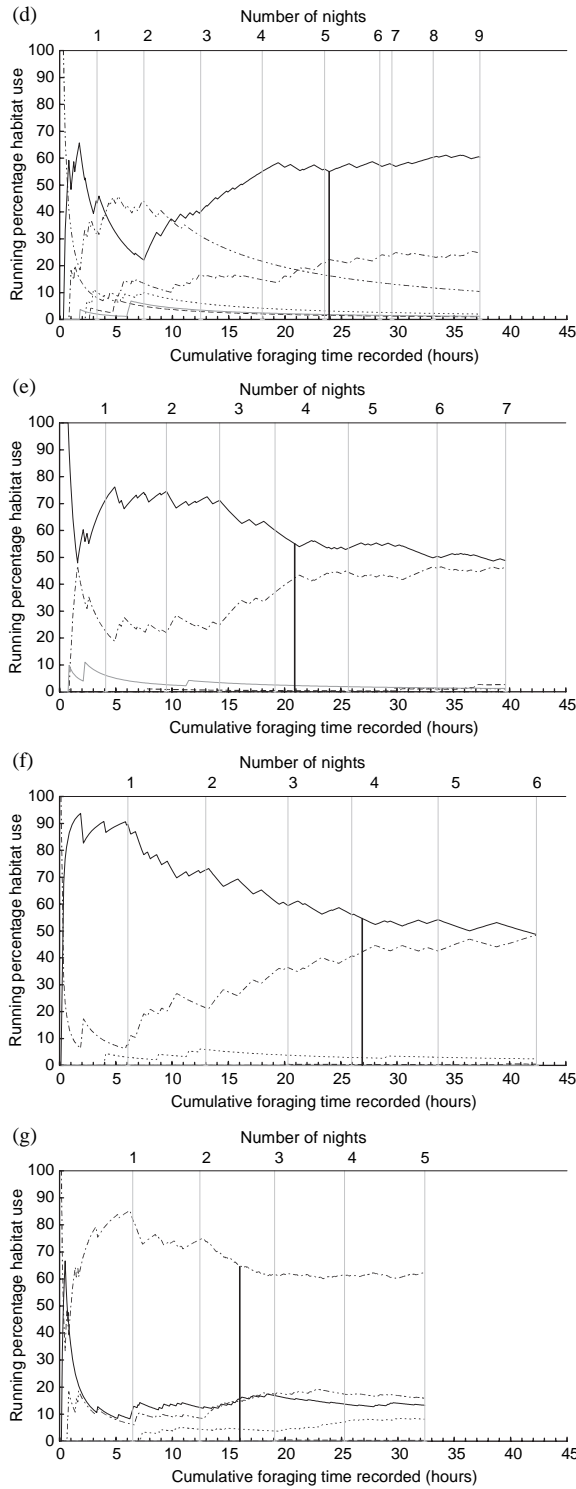 (d)
Number of nights
1 2 3 4 5 6 7 8 9
Running percentage habitat use
100
90
80
70
60
50
40
30
20
10
0
0 5 10 15 20 25 30 35 40 45
Cumulative foraging time recorded (hours)
(e)
Number of nights
1 2 3 4 5 6 7
Running percentage habitat use
100
90
80
70
60
50
40
30
20
10
0
0 5 10 15 20 25 30 35 40 45
Cumulative foraging time recorded (hours)
(f)
Number of nights
1 2 3 4 5 6
Running percentage habitat use
100
90
80
70
60
50
40
30
20
10
0
0 5 10 15 20 25 30 35 40 45
Cumulative foraging time recorded (hours)
(g)
Number of nights
1 2 3 4 5
Running percentage habitat use
100
90
80
70
60
50
40
30
20
10
0
0 5 10 15 20 25 30 35 40 45
Cumulative foraging time recorded (hours)